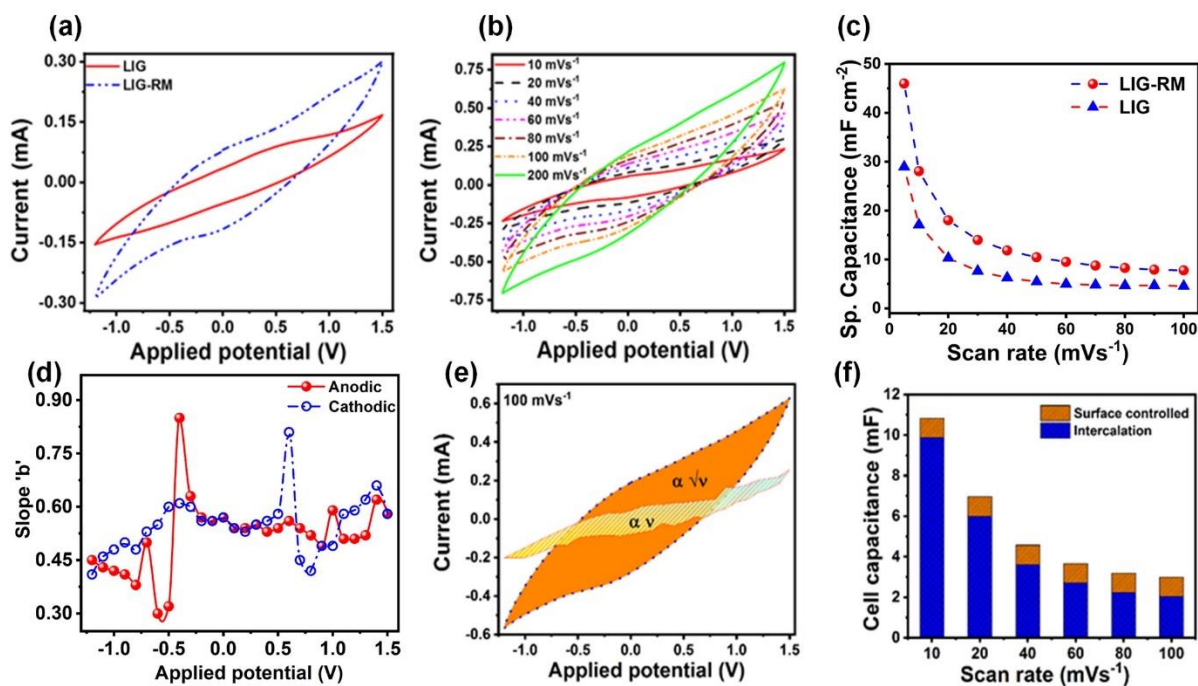 (a)
LIG
LIG-RM
0.30
0.15
0.00
-0.15
-0.30
-1.0 -0.5 0.0 0.5 1.0 1.5
Current (mA)
Applied potential (V)
(b)
10 mVs⁻¹
20 mVs⁻¹
40 mVs⁻¹
60 mVs⁻¹
80 mVs⁻¹
100 mVs⁻¹
200 mVs⁻¹
0.75
0.50
0.25
0.00
-0.25
-0.50
-0.75
-1.0 -0.5 0.0 0.5 1.0 1.5
Current (mA)
Applied potential (V)
(c)
LIG-RM
LIG
50
40
30
20
10
0
0 20 40 60 80 100
Sp. Capacitance (mF cm⁻²)
Scan rate (mVs⁻¹)
(d)
Anodic
Cathodic
0.90
0.75
0.60
0.45
0.30
-1.0 -0.5 0.0 0.5 1.0 1.5
Slope 'b'
Applied potential (V)
(e)
100 mVs⁻¹
α √ν
α ν
0.6
0.4
0.2
0.0
-0.2
-0.4
-0.6
-1.0 -0.5 0.0 0.5 1.0 1.5
Current (mA)
Applied potential (V)
(f)
Surface controlled
Intercalation
12
10
8
6
4
2
0
10 20 40 60 80 100
Cell capacitance (mF)
Scan rate (mVs⁻¹)